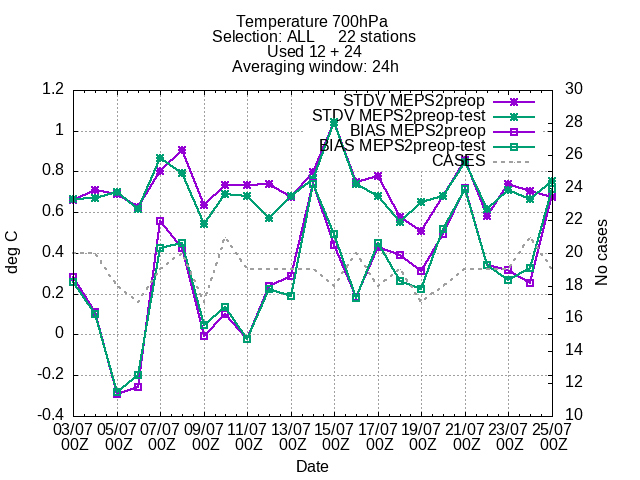 Temperature 700hPa
Selection: ALL 22 stations
Used 12 + 24
Averaging window: 24h
STDV MEPS2preop
STDV MEPS2preop-test
BIAS MEPS2preop
BIAS MEPS2preop-test
CASES
deg C
1.2
1
0.8
0.6
0.4
0.2
0
-0.2
-0.4
No cases
30
28
26
24
22
20
18
16
14
12
10
03/07 05/07 07/07 09/07 11/07 13/07 15/07 17/07 19/07 21/07 23/07 25/07
00Z 00Z 00Z 00Z 00Z 00Z 00Z 00Z 00Z 00Z 00Z 00Z
Date